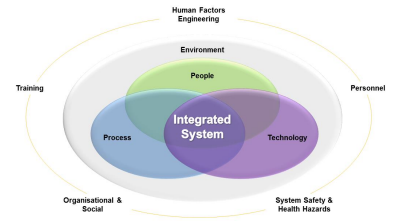 Human Factors
Engineering
Environment
People
Training
Personnel
Integrated
System
Process
Technology
Organisational &
Social
System Safety &
Health Hazards